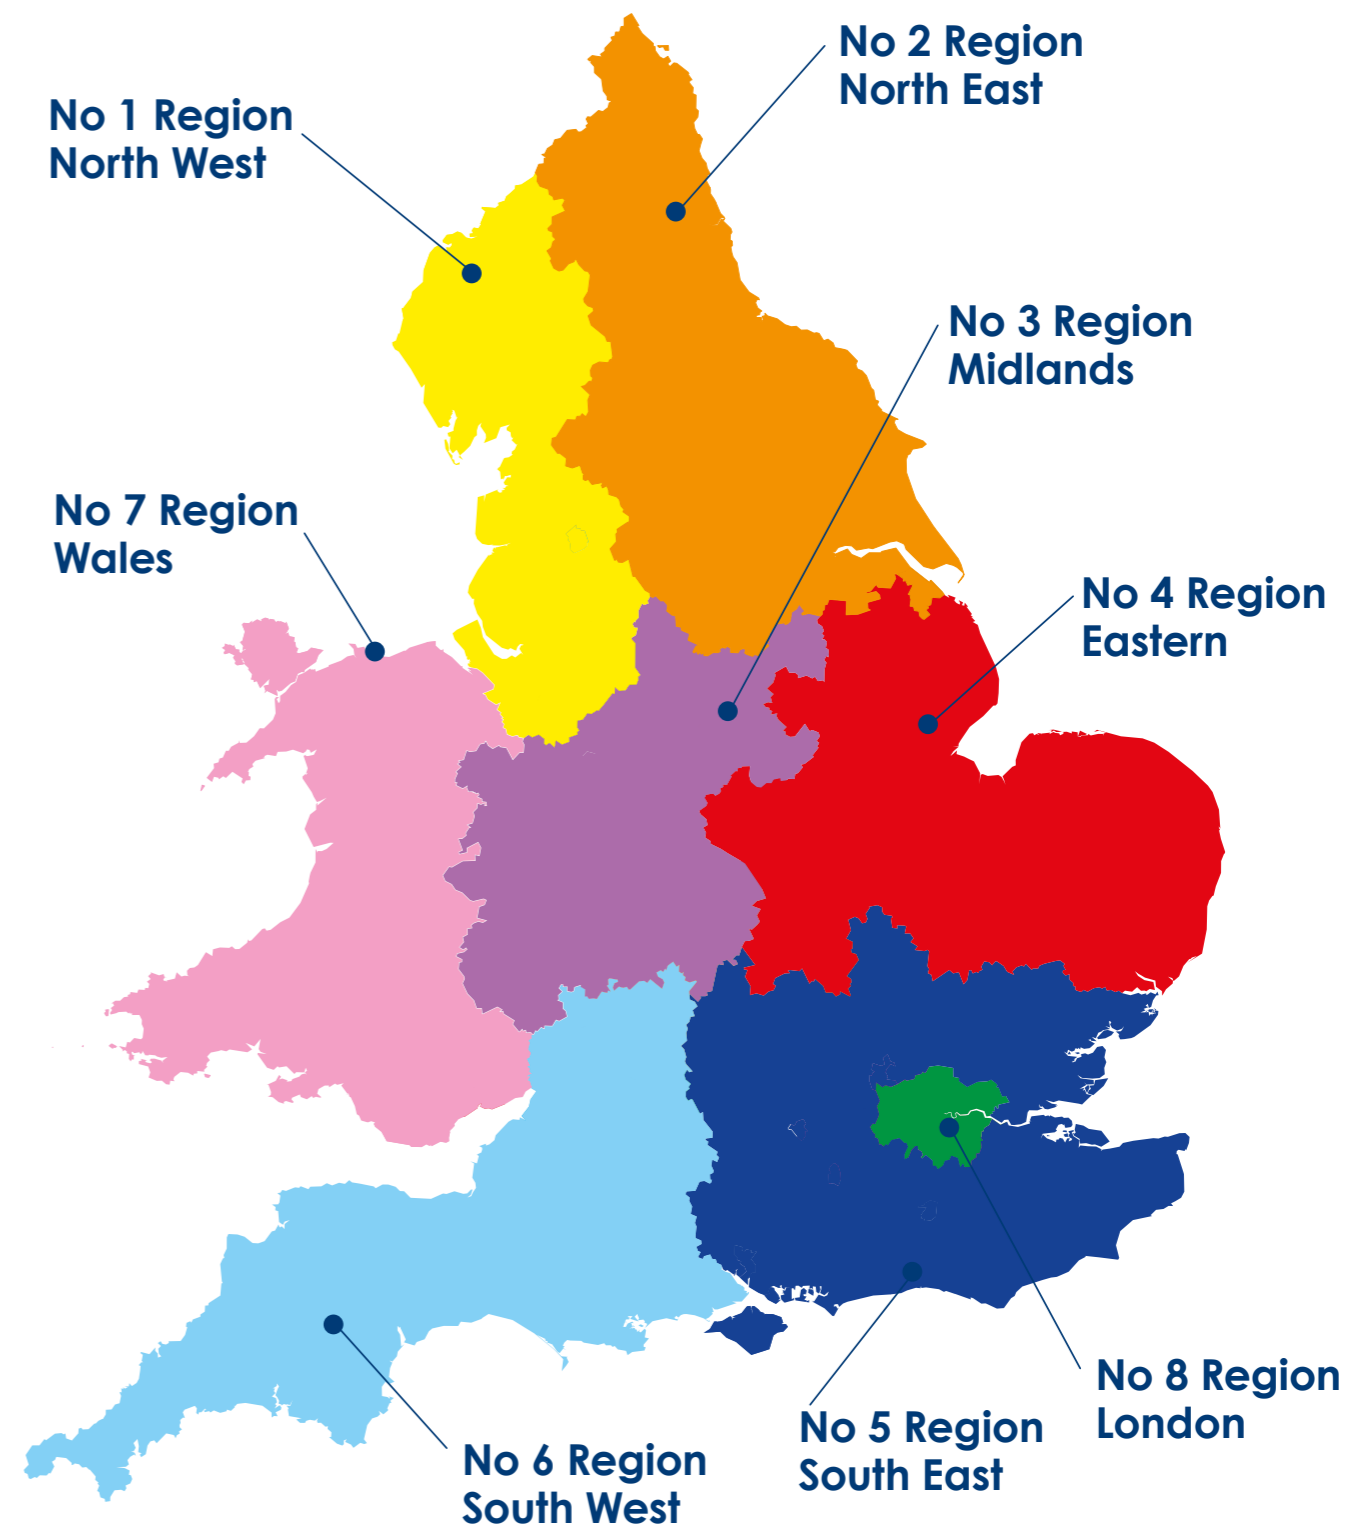 No 2 Region
North East
No 1 Region
North West
No 3 Region
Midlands
No 7 Region
Wales
No 4 Region
Eastern
No 8 Region
London
No 5 Region
South East
No 6 Region
South West